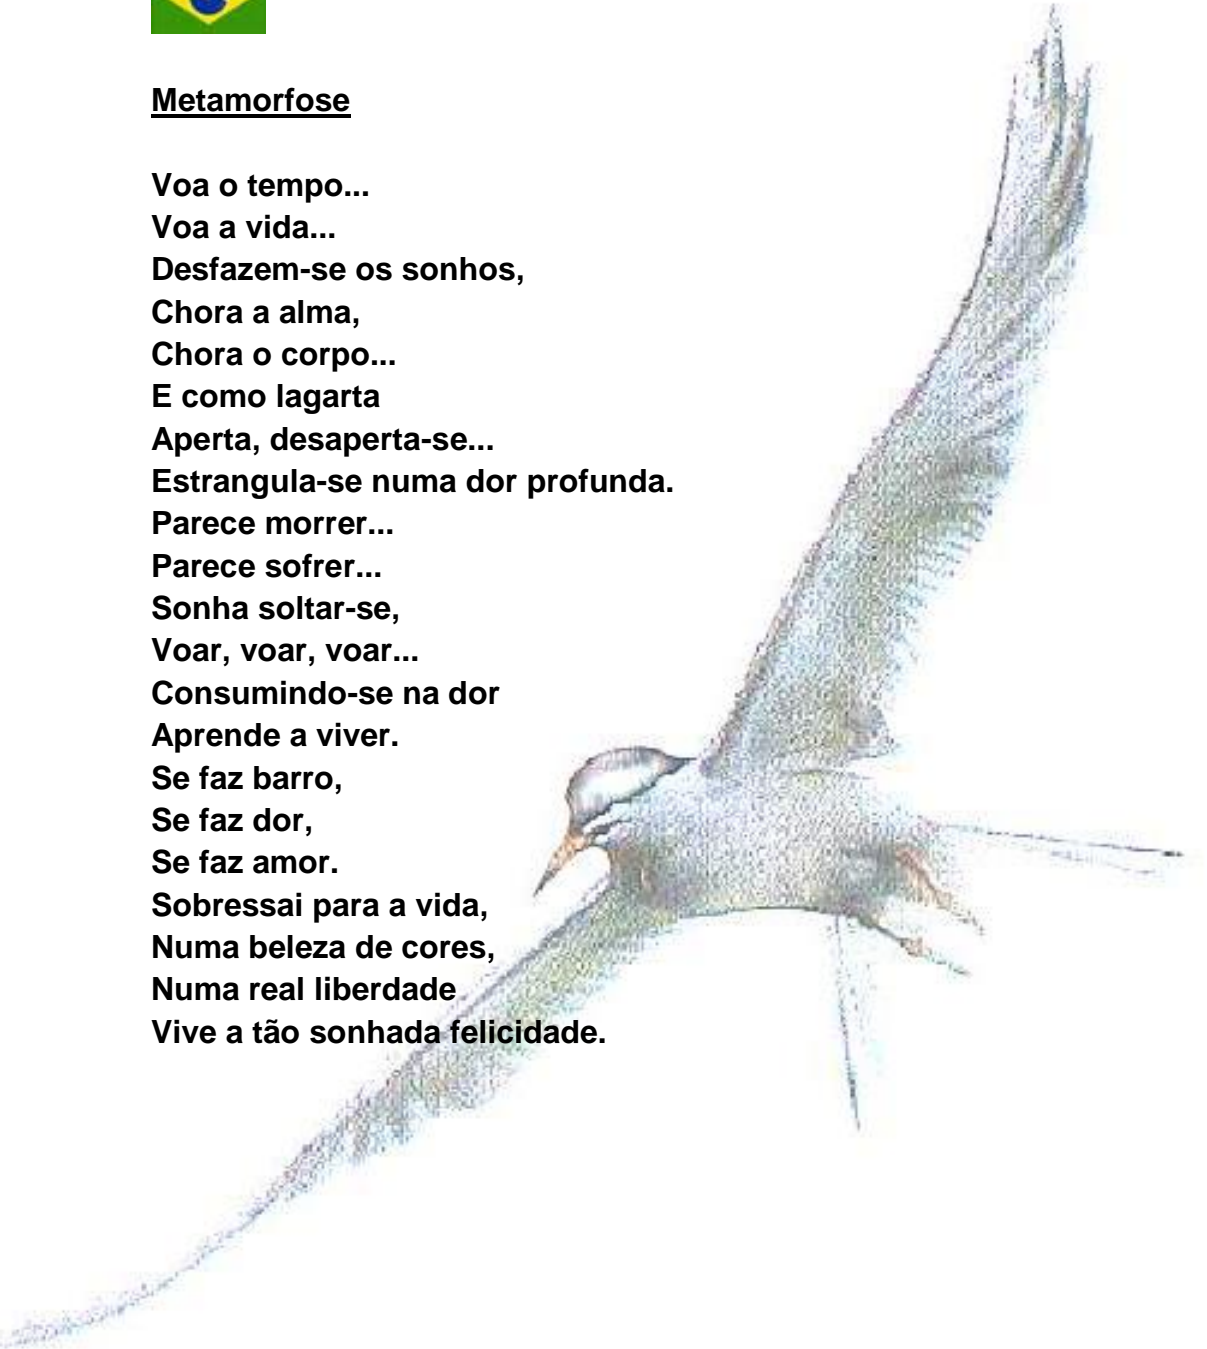 Metamorfose
Voa o tempo...
Voa a vida...
Desfazem-se os sonhos,
Chora a alma,
Chora o corpo...
E como lagarta
Aperta, desaperta-se...
Estrangula-se numa dor profunda.
Parece morrer...
Parece sofrer...
Sonha soltar-se,
Voar, voar, voar...
Consumindo-se na dor
Aprende a viver.
Se faz barro,
Se faz dor,
Se faz amor.
Sobressai para a vida,
Numa beleza de cores,
Numa real liberdade
Vive a tão sonhada felicidade.